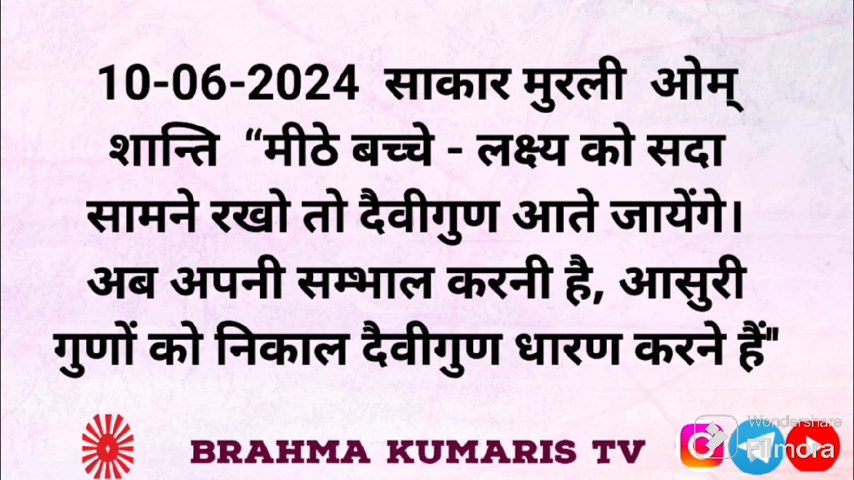 10-06-2024 साकार मुरली ओम्
शान्ति “मीठे बच्चे - लक्ष्य को सदा
सामने रखो तो दैवीगुण आते जायेंगे।
अब अपनी सम्भाल करनी है, आसुरी
गुणों को निकाल दैवीगुण धारण करने हैं"
BRAHMA KUMARIS TV
Wondershare
Filmora